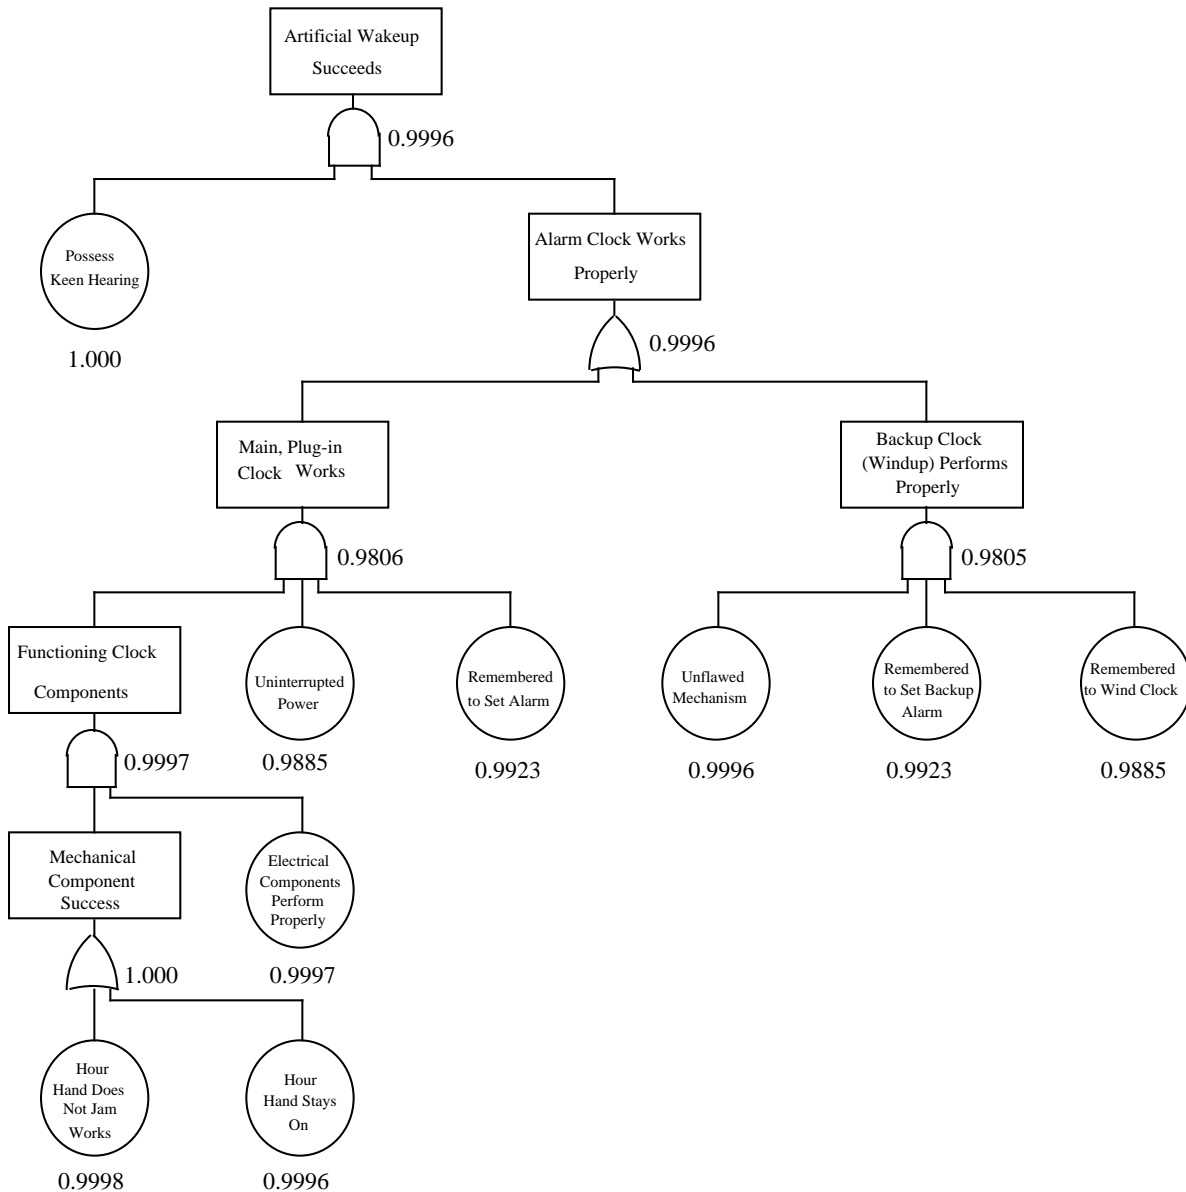 Artificial Wakeup
Succeeds
0.9996
Possess
Keen Hearing
1.000
Alarm Clock Works
Properly
0.9996
Main, Plug-in
Clock Works
0.9806
Backup Clock
(Windup) Performs
Properly
0.9805
Functioning Clock
Components
0.9997
Uninterrupted
Power
0.9885
Remembered
to Set Alarm
0.9923
Unflawed
Mechanism
0.9996
Remembered
to Set Backup
Alarm
0.9923
Remembered
to Wind Clock
0.9885
Mechanical
Component
Success
1.000
Electrical
Components
Perform
Properly
0.9997
Hour
Hand Does
Not Jam
Works
0.9998
Hour
Hand Stays
On
0.9996